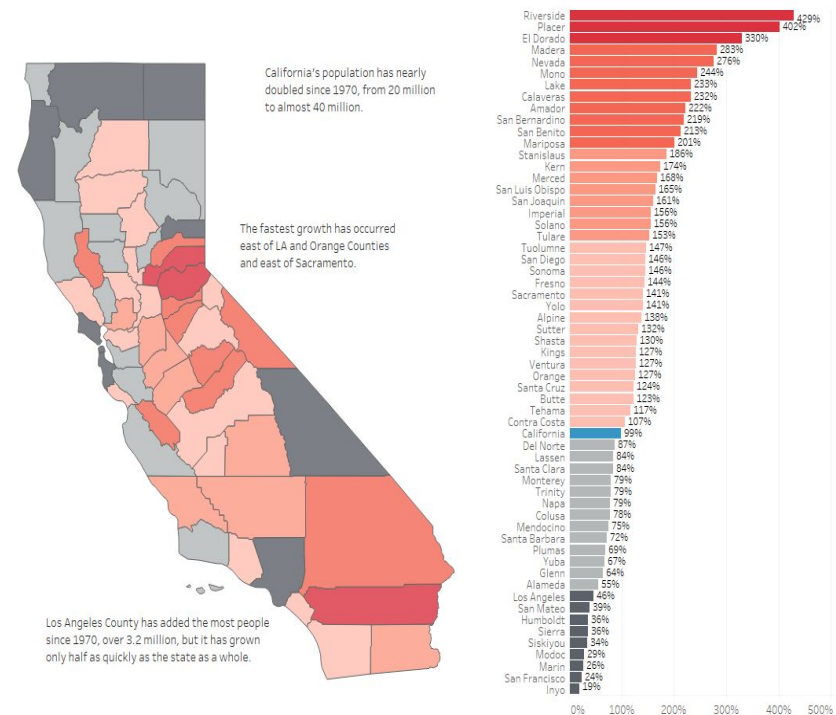 California's population has nearly
doubled since 1970, from 20 million
to almost 40 million.
The fastest growth has occurred
east of LA and Orange Counties
and east of Sacramento.
Los Angeles County has added the most people
since 1970, over 3.2 million, but it has grown
only half as quickly as the state as a whole.
Riverside 429%
Placer 402%
El Dorado 330%
Madera 283%
Nevada 276%
Mono 244%
Lake 233%
Calaveras 232%
Amador 222%
San Bernardino 219%
San Benito 213%
Mariposa 201%
Stanislaus 186%
Kern 174%
Merced 168%
San Luis Obispo 165%
San Joaquin 161%
Imperial 156%
Solano 156%
Tulare 153%
Tuolumne 147%
San Diego 146%
Sonoma 146%
Fresno 144%
Sacramento 141%
Yolo 141%
Alpine 138%
Sutter 132%
Shasta 130%
Kings 127%
Ventura 127%
Orange 127%
Santa Cruz 124%
Butte 123%
Tehama 117%
Contra Costa 107%
California 99%
Del Norte 87%
Lassen 84%
Santa Clara 84%
Monterey 79%
Trinity 79%
Napa 79%
Colusa 78%
Mendocino 75%
Santa Barbara 72%
Plumas 69%
Yuba 67%
Glenn 64%
Alameda 55%
Los Angeles 46%
San Mateo 39%
Humboldt 36%
Sierra 36%
Siskiyou 34%
Modoc 29%
Marin 26%
San Francisco 24%
Inyo 19%
0% 100% 200% 300% 400% 500%